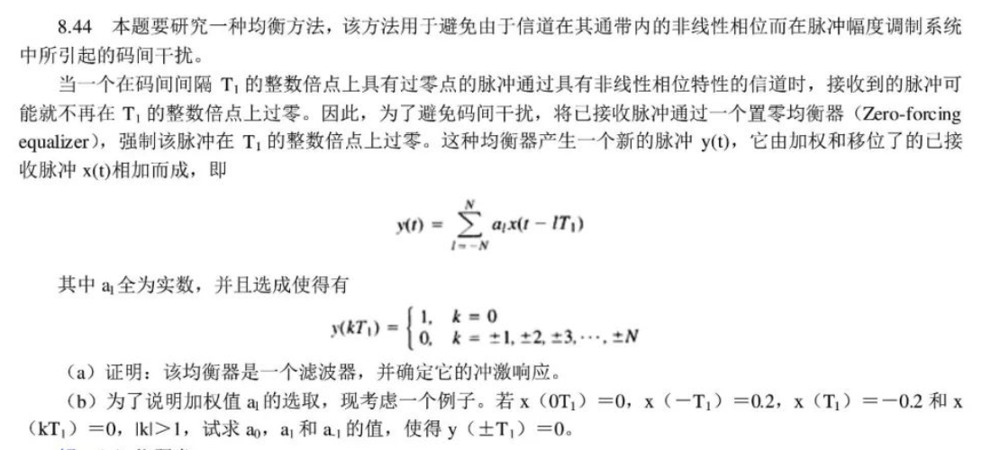 8.44 本题要研究一种均衡方法，该方法用于避免由于信道在其通带内的非线性相位而在脉冲幅度调制系统
中所引起的码间干扰。
当一个在码间间隔 T₁ 的整数倍点上具有过零点的脉冲通过具有非线性相位特性的信道时，接收到的脉冲可
能就不再在 T₁ 的整数倍点上过零。因此，为了避免码间干扰，将已接收脉冲通过一个置零均衡器（Zero-forcing
equalizer），强制该脉冲在 T₁ 的整数倍点上过零。这种均衡器产生一个新的脉冲 y(t)，它由加权和移位了的已接
收脉冲 x(t)相加而成，即
y(t) = \sum_{l=-N}^{N} a_l x(t - lT₁)
其中 a_l 全为实数，并且选成使得有
y(kT₁) = { 1, k = 0
0, k = ±1, ±2, ±3, ···, ±N
（a）证明：该均衡器是一个滤波器，并确定它的冲激响应。
（b）为了说明加权值 a_l 的选取，现考虑一个例子。若 x（0T₁）=0，x（-T₁）=0.2，x（T₁）=-0.2 和 x
（kT₁）=0，|k|>1，试求 a₀，a₁ 和 a₋₁ 的值，使得 y（±T₁）=0。